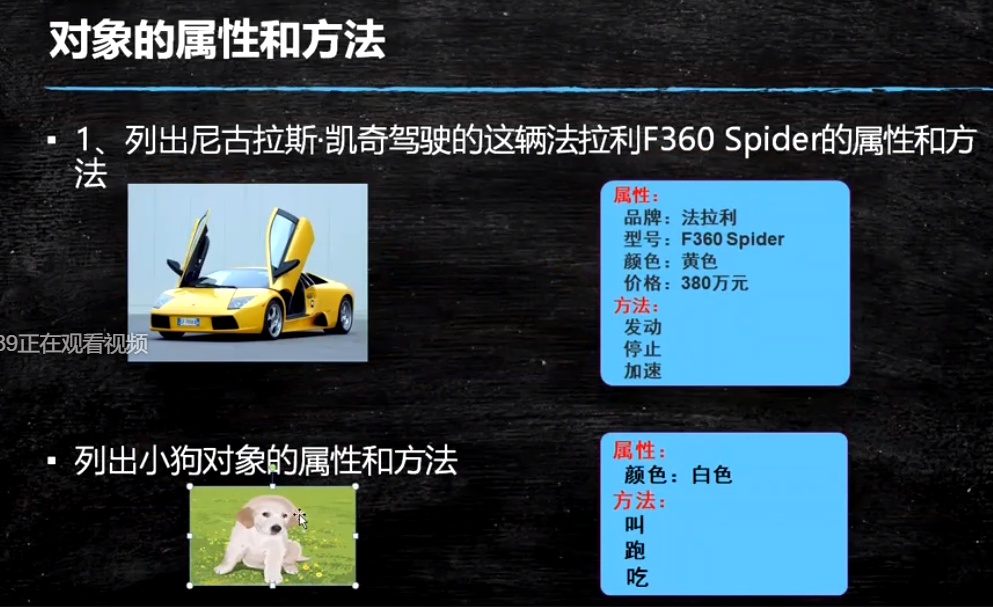 对象的属性和方法
1、列出尼古拉斯·凯奇驾驶的这辆法拉利F360 Spider的属性和方
法
属性：
品牌：法拉利
型号：F360 Spider
颜色：黄色
价格：380万元
方法：
发动
停止
加速
39正在观看视频
列出小狗对象的属性和方法
属性：
颜色：白色
方法：
叫
跑
吃